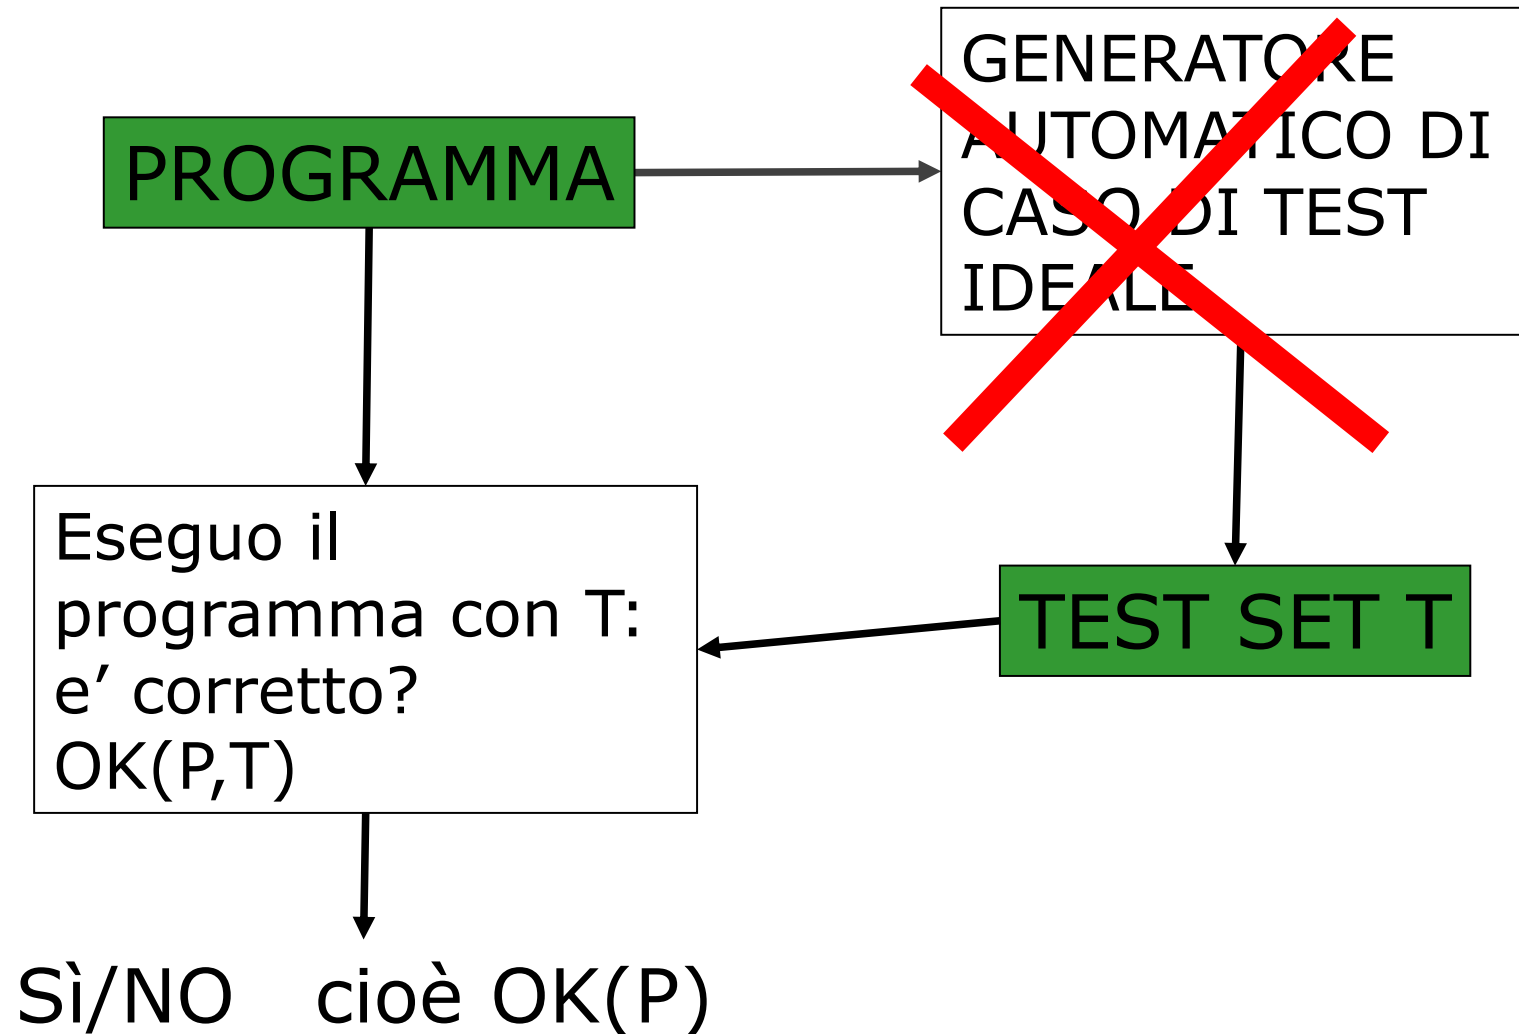 PROGRAMMA
GENERATORE
AUTOMATICO DI
CASO DI TEST
IDEALE
Eseguo il
programma con T:
e’ corretto?
OK(P,T)
TEST SET T
Sì/NO cioè OK(P)